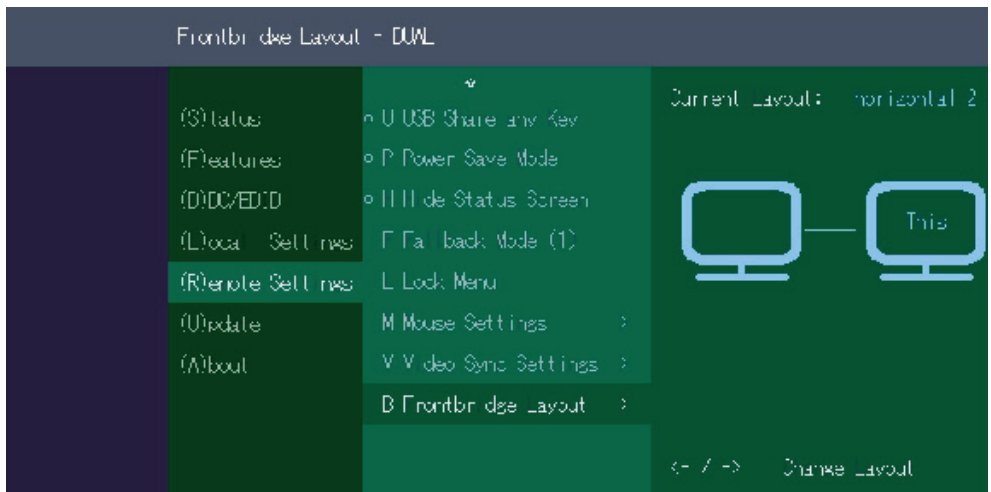 Frontbridge Layout - DUAL
(S)tatus
(F)eatures
(D)DC/EDID
(L)ocal Settings
(R)emote Settings
(U)pdate
(A)bout
U USB Share any Key
P Power Save Mode
H Hide Status Screen
F Fallback Mode (1)
L Lock Menu
M Mouse Settings >
V Video Sync Settings >
B Frontbridge Layout >
Current Layout: horizontal 2
This
<- / -> Change Layout